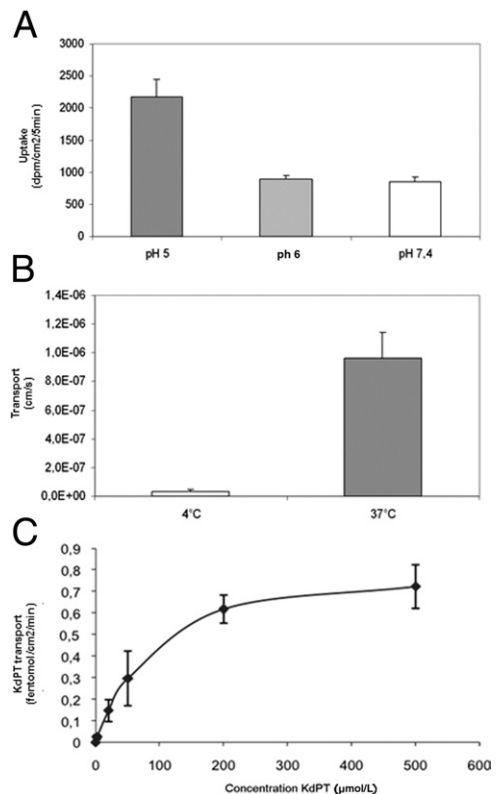 A
Uptake
(dpm/cm2/5min)
3000
2500
2000
1500
1000
500
0
pH 5
ph 6
pH 7.4
B
Transport
(cm/s)
1,4E-06
1,2E-06
1,0E-06
8,0E-07
6,0E-07
4,0E-07
2,0E-07
0,0E+00
4°C
37°C
C
KdPT transport
(fentomol/cm2/min)
0,9
0,8
0,7
0,6
0,5
0,4
0,3
0,2
0,1
0
0
100
200
300
400
500
600
Concentration KdPT (µmol/L)